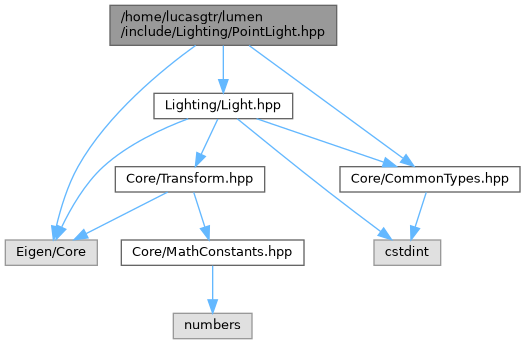 /home/lucasgtr/lumen
/include/Lighting/PointLight.hpp
Lighting/Light.hpp
Core/Transform.hpp
Core/CommonTypes.hpp
Eigen/Core
Core/MathConstants.hpp
cstdint
numbers